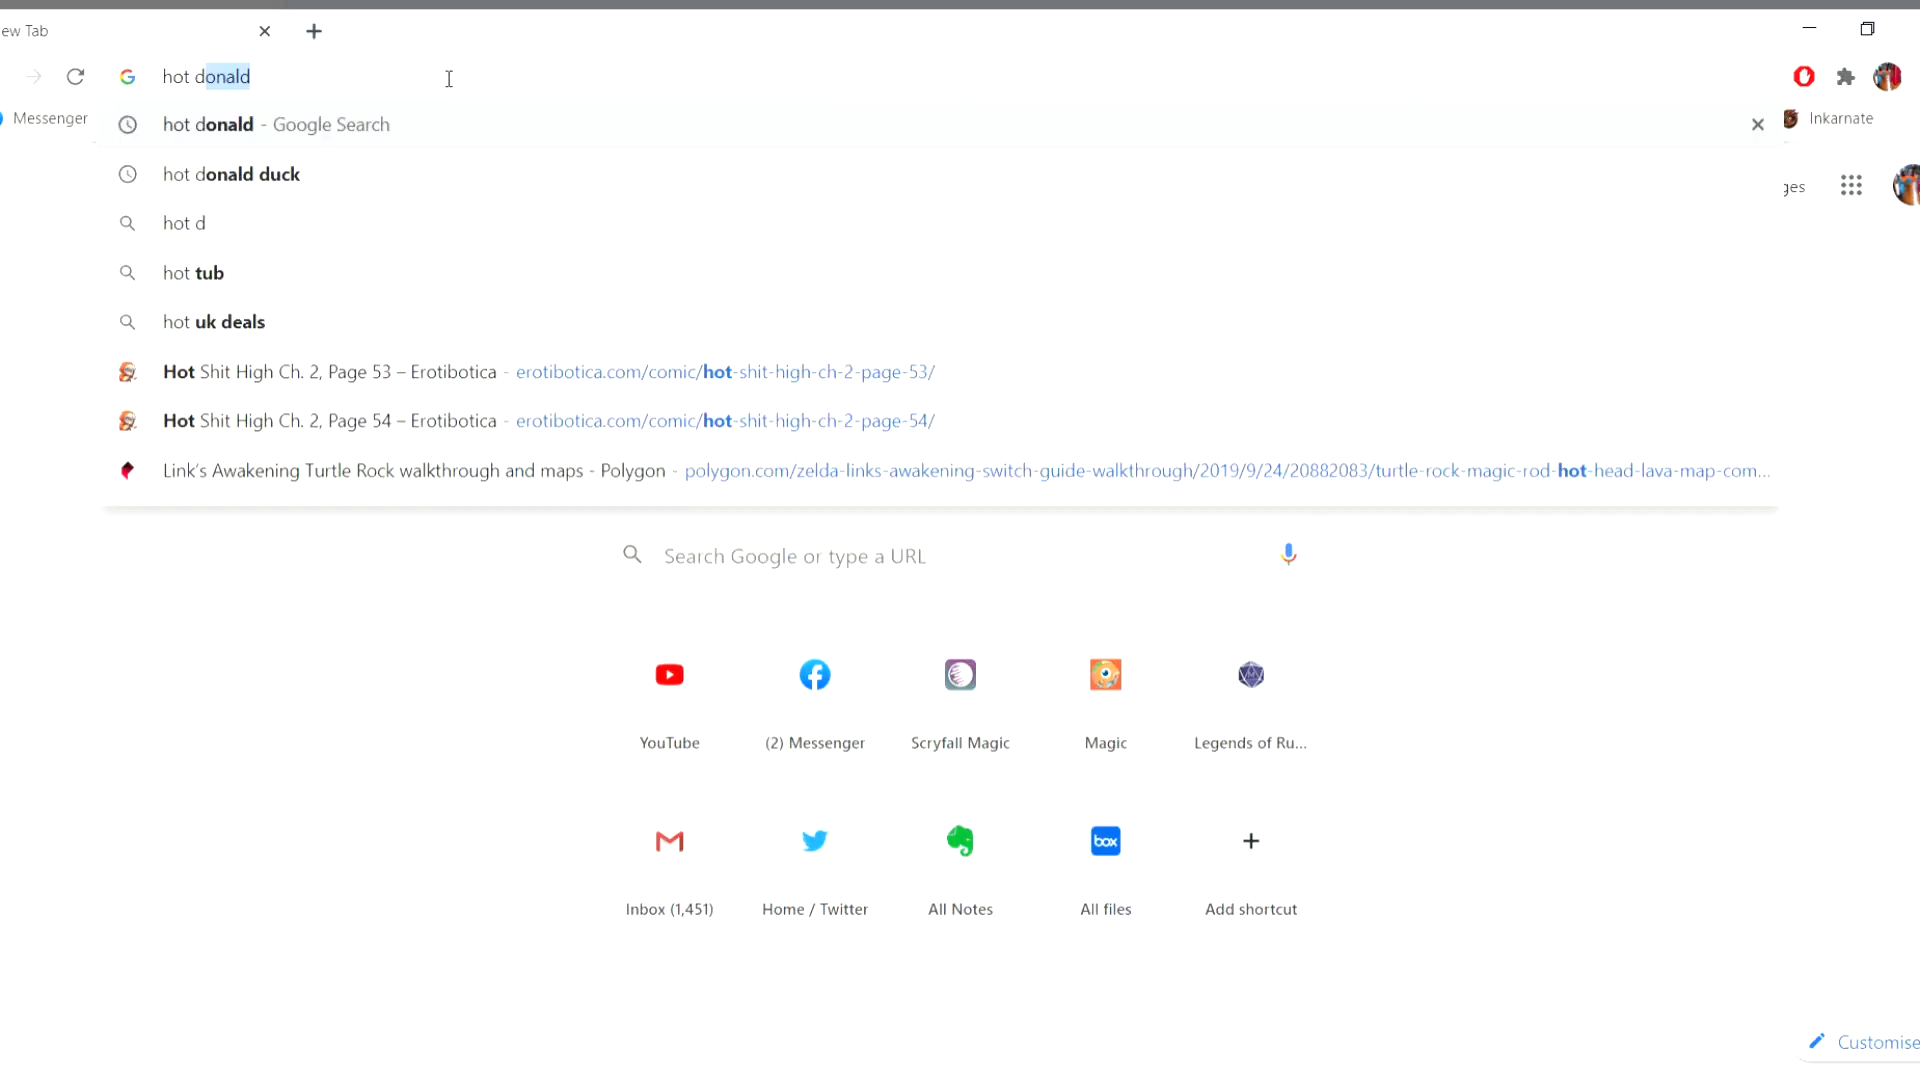 ew Tab
hot donald
Messenger
hot donald - Google Search
Inkarnate
hot donald duck
ges
hot d
hot tub
hot uk deals
Hot Shit High Ch. 2, Page 53 – Erotibotica - erotibotica.com/comic/hot-shit-high-ch-2-page-53/
Hot Shit High Ch. 2, Page 54 – Erotibotica - erotibotica.com/comic/hot-shit-high-ch-2-page-54/
Link's Awakening Turtle Rock walkthrough and maps - Polygon - polygon.com/zelda-links-awakening-switch-guide-walkthrough/2019/9/24/20882083/turtle-rock-magic-rod-hot-head-lava-map-com...
Search Google or type a URL
YouTube
(2) Messenger
Scryfall Magic
Magic
Legends of Ru...
box
Inbox (1,451)
Home / Twitter
All Notes
All files
Add shortcut
Customise